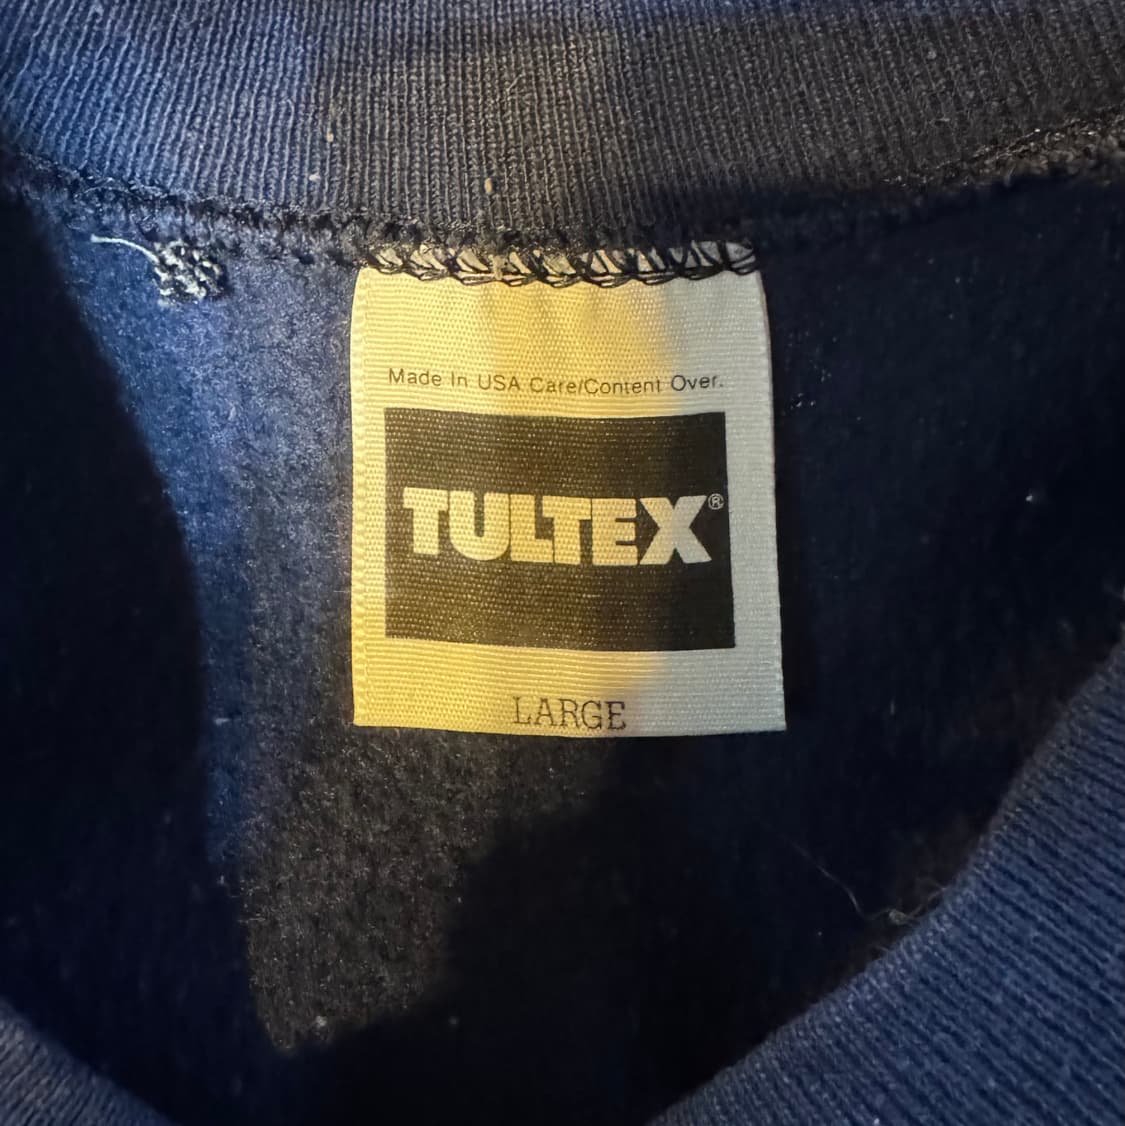 Made In USA Care/Content Over.
TULTEX®
LARGE